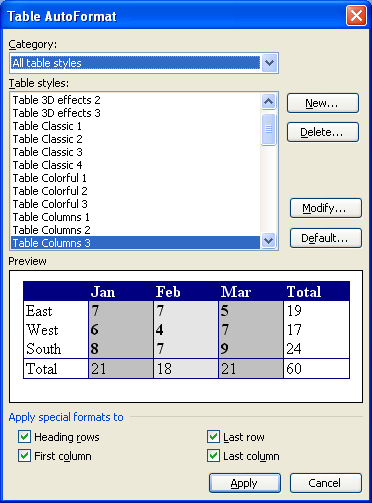 Table AutoFormat
Category:
All table styles
Table styles:
Table 3D effects 2
Table 3D effects 3
Table Classic 1
Table Classic 2
Table Classic 3
Table Classic 4
Table Colorful 1
Table Colorful 2
Table Colorful 3
Table Columns 1
Table Columns 2
Table Columns 3
New...
Delete...
Modify...
Default...
Preview
Jan Feb Mar Total
East 7 7 5 19
West 6 4 7 17
South 8 7 9 24
Total 21 18 21 60
Apply special formats to
Heading rows Last row
First column Last column
Apply Cancel